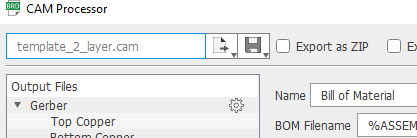 BRD CAM Processor
template_2_layer.cam Export as ZIP
Output Files
Gerber
Top Copper
Bottom Copper
Name Bill of Material
BOM Filename %ASSEM